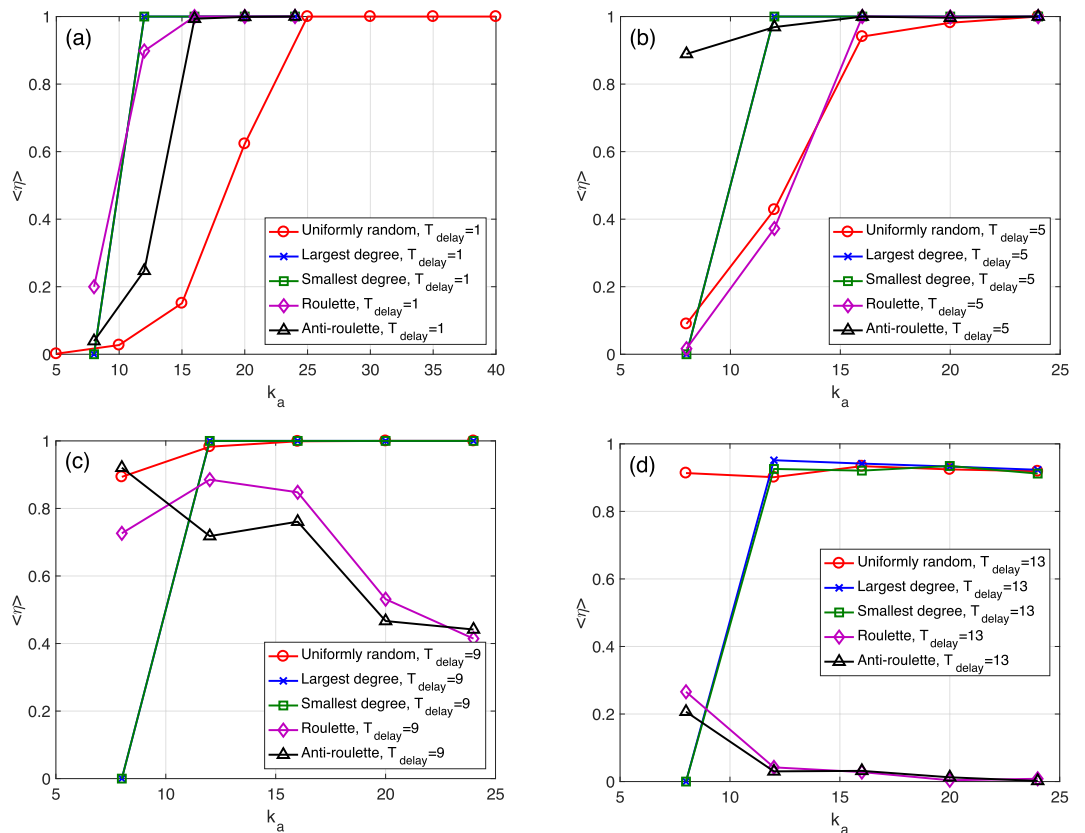 (a)
1
0.8
0.6
0.4
0.2
0
<η>
5 10 15 20 25 30 35 40
k_a
Uniformly random, T_delay=1
Largest degree, T_delay=1
Smallest degree, T_delay=1
Roulette, T_delay=1
Anti-roulette, T_delay=1
(b)
1
0.8
0.6
0.4
0.2
0
<η>
5 10 15 20 25
k_a
Uniformly random, T_delay=5
Largest degree, T_delay=5
Smallest degree, T_delay=5
Roulette, T_delay=5
Anti-roulette, T_delay=5
(c)
1
0.8
0.6
0.4
0.2
0
<η>
5 10 15 20 25
k_a
Uniformly random, T_delay=9
Largest degree, T_delay=9
Smallest degree, T_delay=9
Roulette, T_delay=9
Anti-roulette, T_delay=9
(d)
1
0.8
0.6
0.4
0.2
0
<η>
5 10 15 20 25
k_a
Uniformly random, T_delay=13
Largest degree, T_delay=13
Smallest degree, T_delay=13
Roulette, T_delay=13
Anti-roulette, T_delay=13